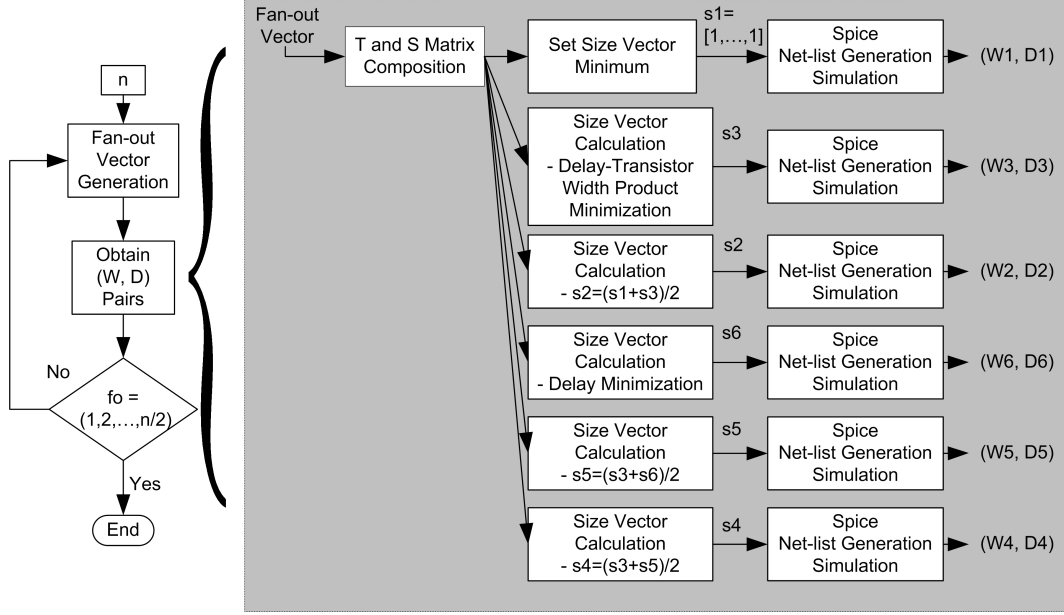 n
Fan-out
Vector
Generation
Obtain
(W, D)
Pairs
No
fo =
(1,2,…,n/2)
Yes
End
Fan-out
Vector
T and S Matrix
Composition
Set Size Vector
Minimum
s1=
[1,…,1]
Spice
Net-list Generation
Simulation
(W1, D1)
Size Vector
Calculation
- Delay-Transistor
Width Product
Minimization
s3
Spice
Net-list Generation
Simulation
(W3, D3)
Size Vector
Calculation
- s2=(s1+s3)/2
s2
Spice
Net-list Generation
Simulation
(W2, D2)
Size Vector
Calculation
- Delay Minimization
s6
Spice
Net-list Generation
Simulation
(W6, D6)
Size Vector
Calculation
- s5=(s3+s6)/2
s5
Spice
Net-list Generation
Simulation
(W5, D5)
Size Vector
Calculation
- s4=(s3+s5)/2
s4
Spice
Net-list Generation
Simulation
(W4, D4)